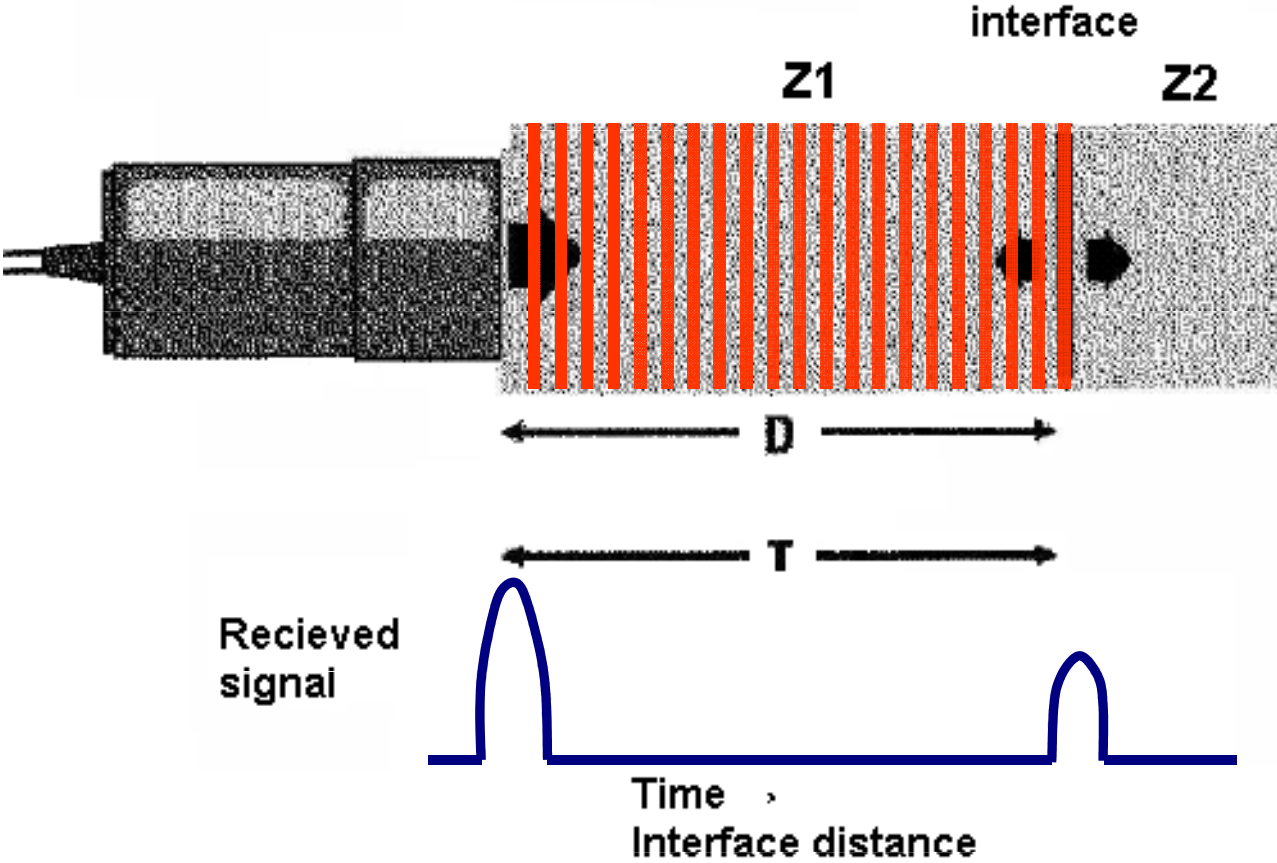 interface
Z1
Z2
D
T
Recieved
signal
Time >
Interface distance